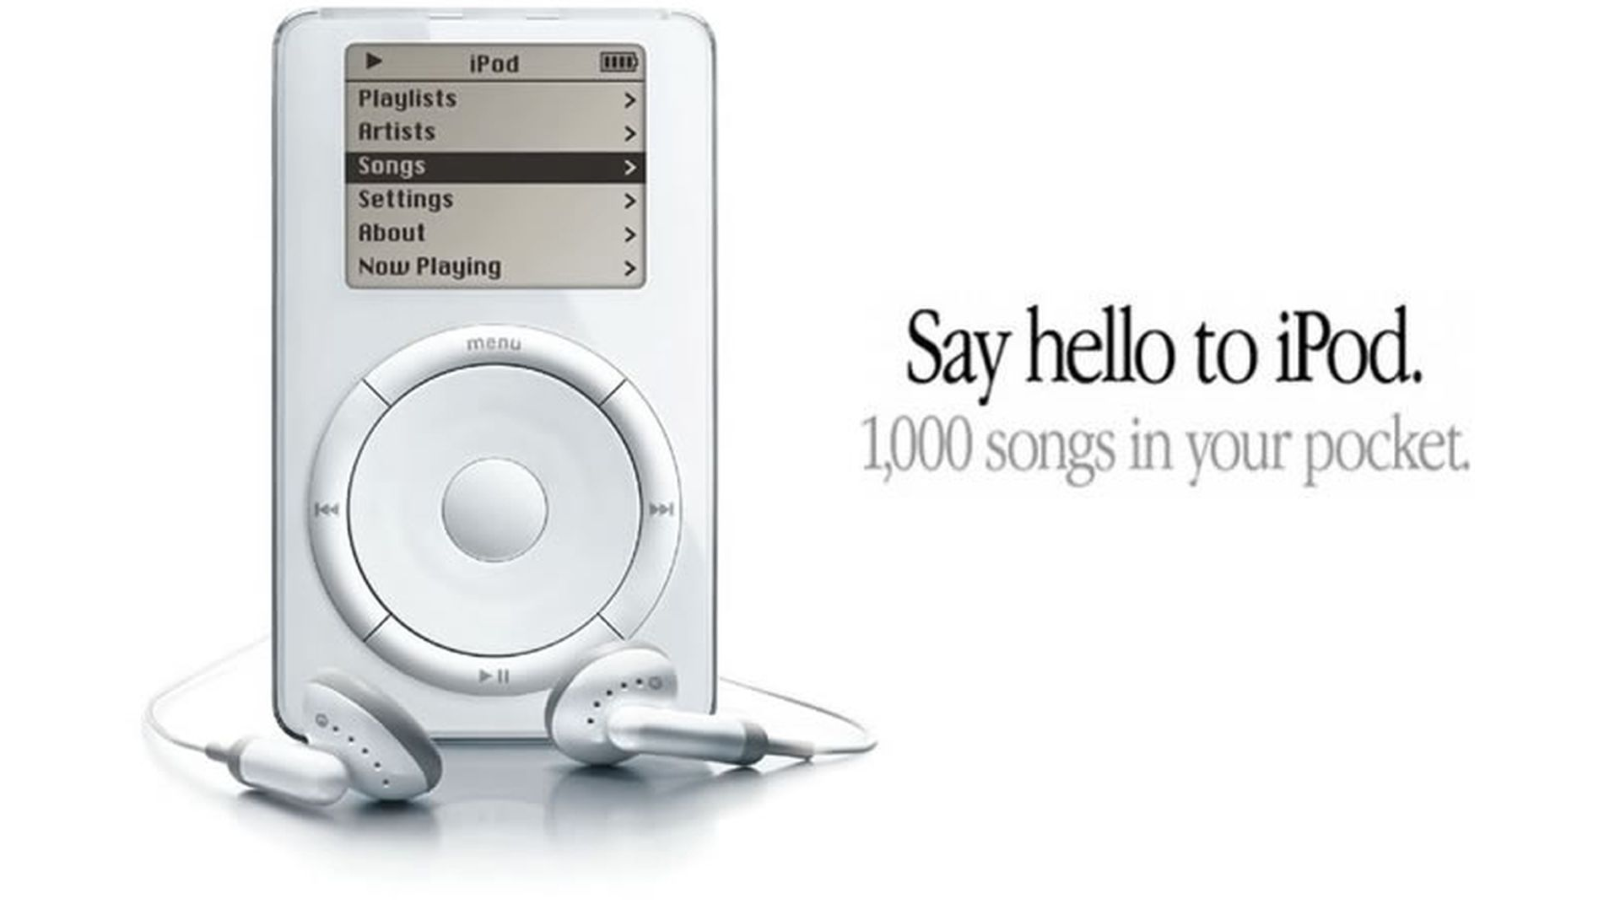 iPod
Playlists
Artists
Songs
Settings
About
Now Playing
menu
Say hello to iPod.
1,000 songs in your pocket.